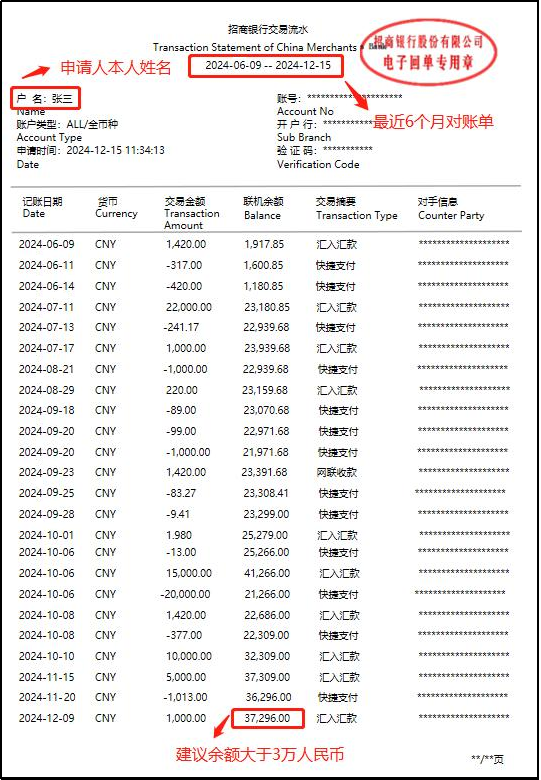 招商银行交易流水
Transaction Statement of China Merchants Bank
2024-06-09 -- 2024-12-15
招商银行股份有限公司
电子回单专用章
申请人本人姓名
户 名：张三
Name
账户类型：ALL/全币种
Account Type
申请时间：2024-12-15 11:34:13
Date
账号：*********************
Account No
开 户 行：***********
Sub Branch
验 证 码：***********
Verification Code
最近6个月对账单
记账日期 货币 交易金额 联机余额 交易摘要 对手信息
Date Currency Transaction Amount Balance Transaction Type Counter Party
2024-06-09 CNY 1,420.00 1,917.85 汇入汇款 ********************
2024-06-11 CNY -317.00 1,600.85 快捷支付 ********************
2024-06-14 CNY -420.00 1,180.85 快捷支付 ********************
2024-07-11 CNY 22,000.00 23,180.85 汇入汇款 ********************
2024-07-13 CNY -241.17 22,939.68 快捷支付 ********************
2024-07-17 CNY 1,000.00 23,939.68 汇入汇款 ********************
2024-08-21 CNY -1,000.00 22,939.68 快捷支付 ********************
2024-08-29 CNY 220.00 23,159.68 汇入汇款 ********************
2024-09-18 CNY -89.00 23,070.68 快捷支付 ********************
2024-09-20 CNY -99.00 22,971.68 快捷支付 ********************
2024-09-20 CNY -1,000.00 21,971.68 快捷支付 ********************
2024-09-23 CNY 1,420.00 23,391.68 网联收款 ********************
2024-09-25 CNY -83.27 23,308.41 快捷支付 ********************
2024-09-28 CNY -9.41 23,299.00 快捷支付 ********************
2024-10-01 CNY 1.980 25,279.00 汇入汇款 ********************
2024-10-06 CNY -13.00 25,266.00 快捷支付 ********************
2024-10-06 CNY 15,000.00 41,266.00 汇入汇款 ********************
2024-10-06 CNY -20,000.00 21,266.00 快捷支付 ********************
2024-10-08 CNY 1,420.00 22,686.00 汇入汇款 ********************
2024-10-08 CNY -377.00 22,309.00 快捷支付 ********************
2024-10-10 CNY 10,000.00 32,309.00 汇入汇款 ********************
2024-11-15 CNY 5,000.00 37,309.00 汇入汇款 ********************
2024-11-20 CNY -1,013.00 36,296.00 快捷支付 ********************
2024-12-09 CNY 1,000.00 37,296.00 汇入汇款 ********************
建议余额大于3万人民币
**/**页